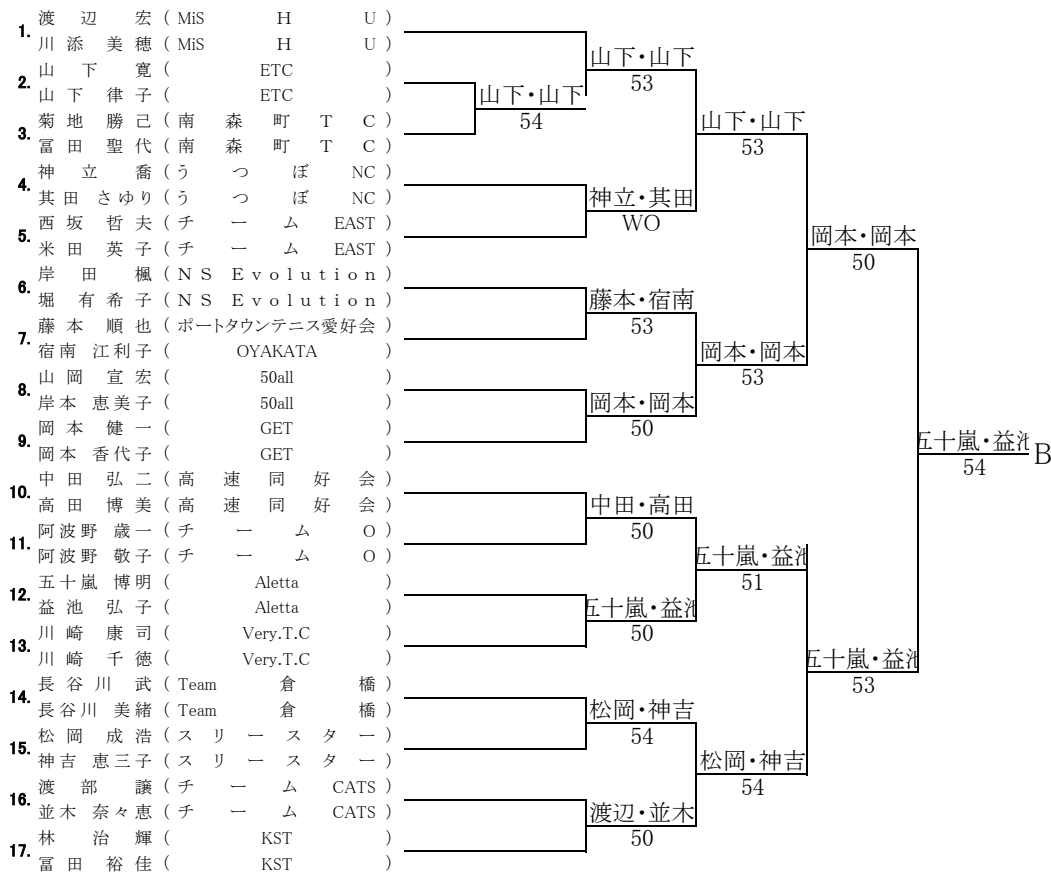 1.
渡辺 宏 (MiS H U)
川添 美穂 (MiS H U)
2.
山下 寛 (ETC)
山下 律子 (ETC)
3.
菊地 勝己 (南森町TC)
冨田 聖代 (南森町TC)
4.
神立 喬 (うつぼ NC)
其田 さゆり (うつぼ NC)
5.
西坂 哲夫 (チーム EAST)
米田 英子 (チーム EAST)
6.
岸田 楓 (NS Evolution)
堀 有希子 (NS Evolution)
7.
藤本 順也 (ポートタウンテニス愛好会)
宿南 江利子 (OYAKATA)
8.
山岡 宣宏 (50all)
岸本 恵美子 (50all)
9.
岡本 健一 (GET)
岡本 香代子 (GET)
10.
中田 弘二 (高速同好会)
高田 博美 (高速同好会)
11.
阿波野 歳一 (チーム O)
阿波野 敬子 (チーム O)
12.
五十嵐 博明 (Aletta)
益池 弘子 (Aletta)
13.
川崎 康司 (Very.T.C)
川崎 千徳 (Very.T.C)
14.
長谷川 武 (Team 倉橋)
長谷川 美緒 (Team 倉橋)
15.
松岡 成浩 (スリースター)
神吉 恵三子 (スリースター)
16.
渡部 譲 (チーム CATS)
並木 奈々恵 (チーム CATS)
17.
林 治輝 (KST)
冨田 裕佳 (KST)
山下・山下
54
山下・山下
53
神立・其田
WO
藤本・宿南
53
岡本・岡本
50
中田・高田
50
五十嵐・益池
50
松岡・神吉
54
渡辺・並木
50
山下・山下
53
岡本・岡本
53
五十嵐・益池
51
松岡・神吉
54
岡本・岡本
50
五十嵐・益池
53
五十嵐・益池
54
B